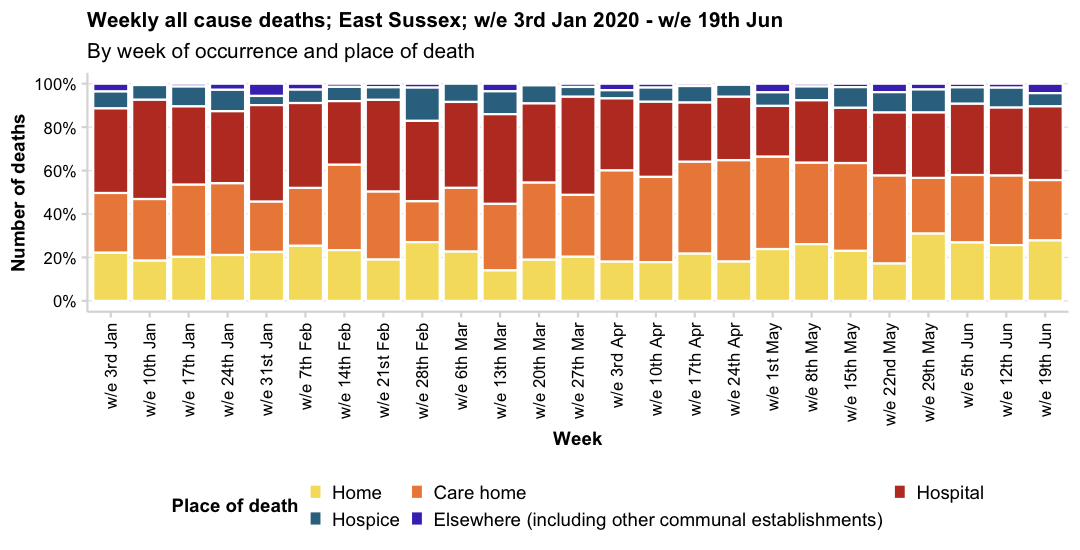 Weekly all cause deaths; East Sussex; w/e 3rd Jan 2020 - w/e 19th Jun
By week of occurrence and place of death
Number of deaths
100%
80%
60%
40%
20%
0%
w/e 3rd Jan
w/e 10th Jan
w/e 17th Jan
w/e 24th Jan
w/e 31st Jan
w/e 7th Feb
w/e 14th Feb
w/e 21st Feb
w/e 28th Feb
w/e 6th Mar
w/e 13th Mar
w/e 20th Mar
w/e 27th Mar
w/e 3rd Apr
w/e 10th Apr
w/e 17th Apr
w/e 24th Apr
w/e 1st May
w/e 8th May
w/e 15th May
w/e 22nd May
w/e 29th May
w/e 5th Jun
w/e 12th Jun
w/e 19th Jun
Week
Place of death
Home
Care home
Hospital
Hospice
Elsewhere (including other communal establishments)